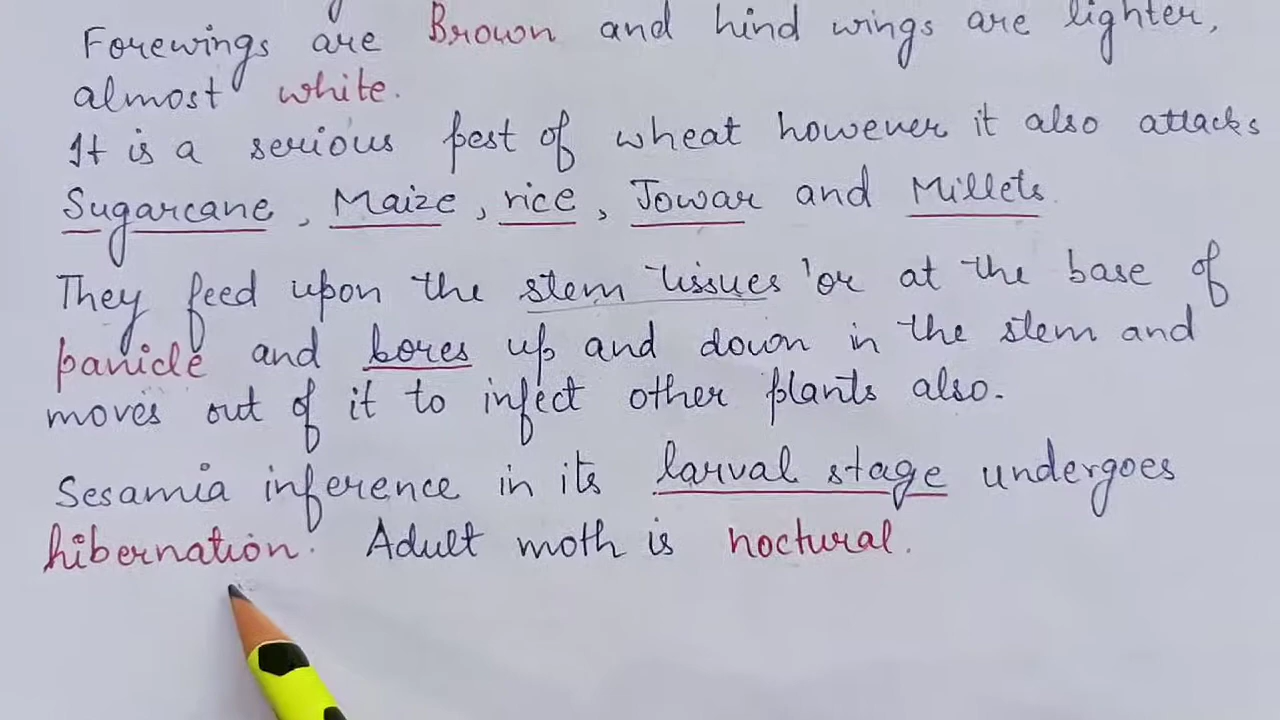 Forewings are Brown and hind wings are lighter,
almost white.
It is a serious pest of wheat however it also attacks
Sugarcane, Maize, rice, Jowar and Millets.
They feed upon the stem tissues or at the base of
panicle and bores up and down in the stem and
moves out of it to infect other plants also.
Sesamia inference in its larval stage undergoes
hibernation. Adult moth is noctural.